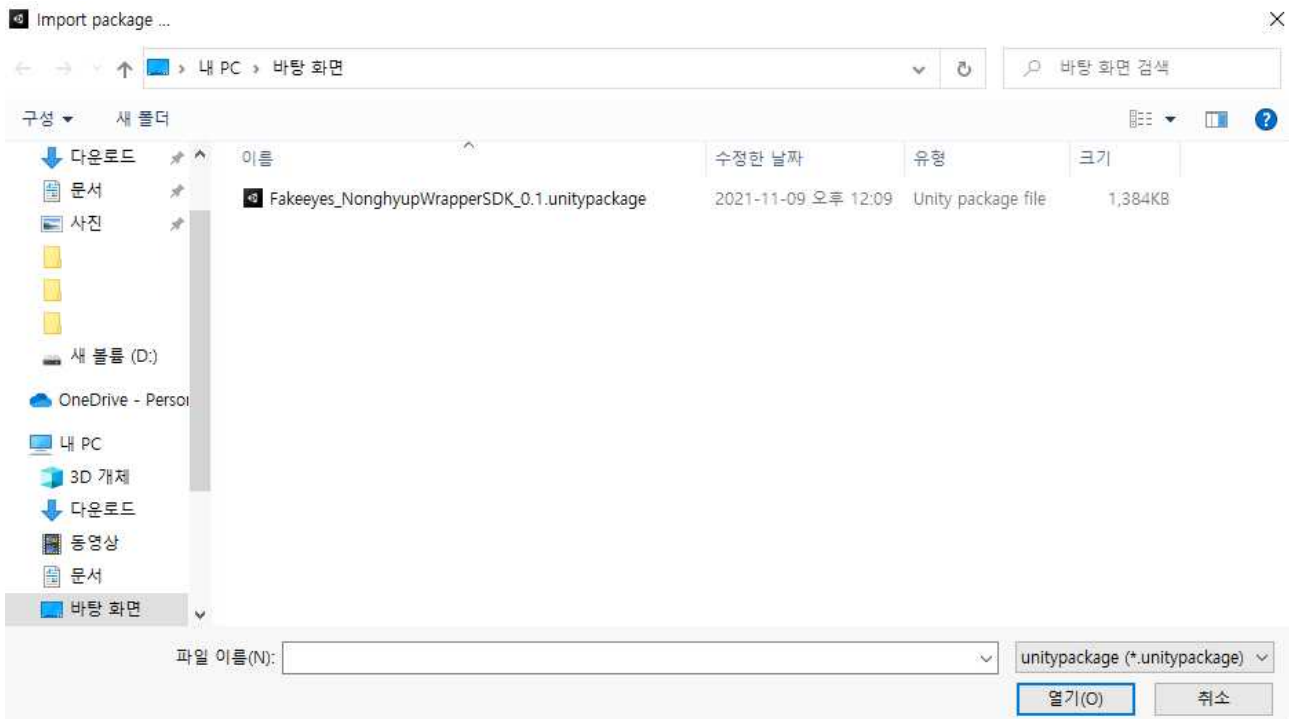 Import package ...
내 PC › 바탕 화면
바탕 화면 검색
구성
새 폴더
이름
수정한 날짜
유형
크기
Fakeeyes_NonghyupWrapperSDK_0.1.unitypackage
2021-11-09 오후 12:09
Unity package file
1,384KB
다운로드
문서
사진
새 볼륨 (D:)
OneDrive - Person
내 PC
3D 개체
다운로드
동영상
문서
바탕 화면
파일 이름(N):
unitypackage (*.unitypackage)
열기(O)
취소